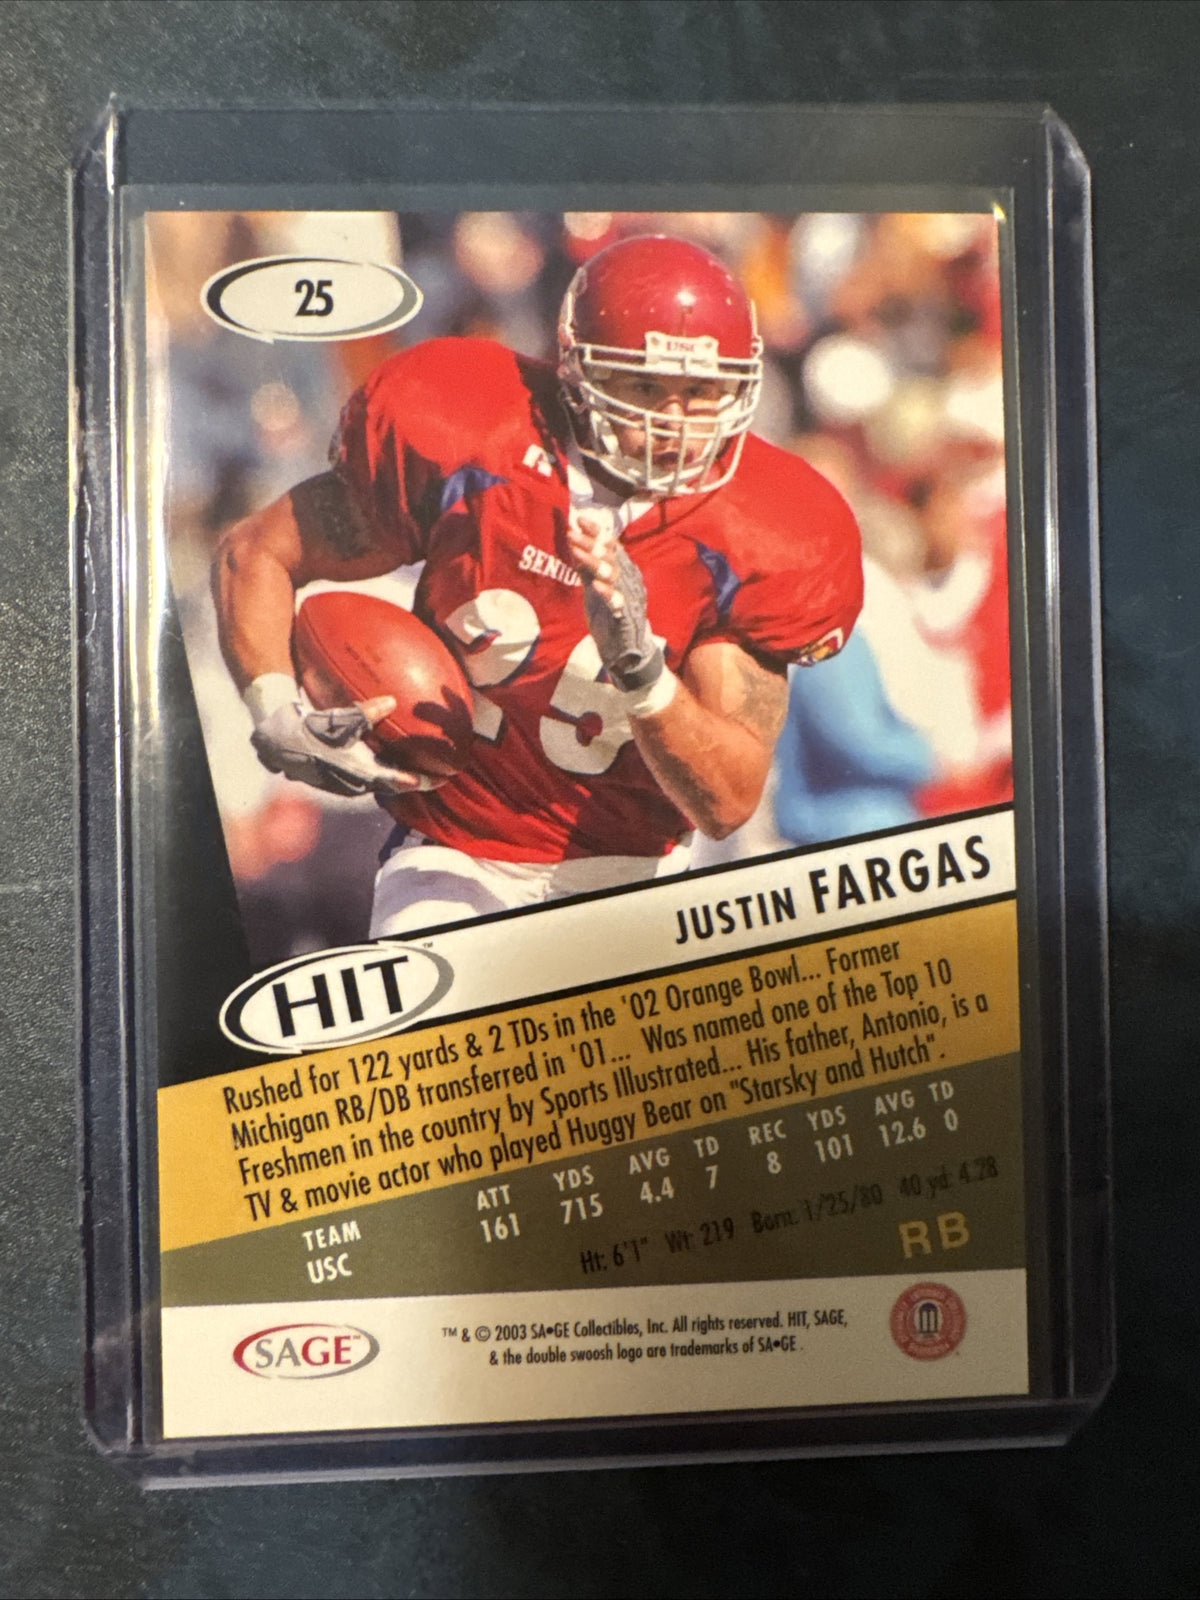 25
USC
SENIO
23
JUSTIN FARGAS
HIT™
Rushed for 122 yards & 2 TDs in the '02 Orange Bowl... Former
Michigan RB/DB transferred in '01... Was named one of the Top 10
Freshmen in the country by Sports Illustrated... His father, Antonio, is a
TV & movie actor who played Huggy Bear on "Starsky and Hutch".
TEAM ATT YDS AVG TD REC YDS AVG TD
USC 161 715 4.4 7 8 101 12.6 0
Ht: 6'1" Wt: 219 Born: 1/25/80 40 yd: 4.28
RB
SAGE™
™ & © 2003 SA•GE Collectibles, Inc. All rights reserved. HIT, SAGE,
& the double swoosh logo are trademarks of SA•GE .